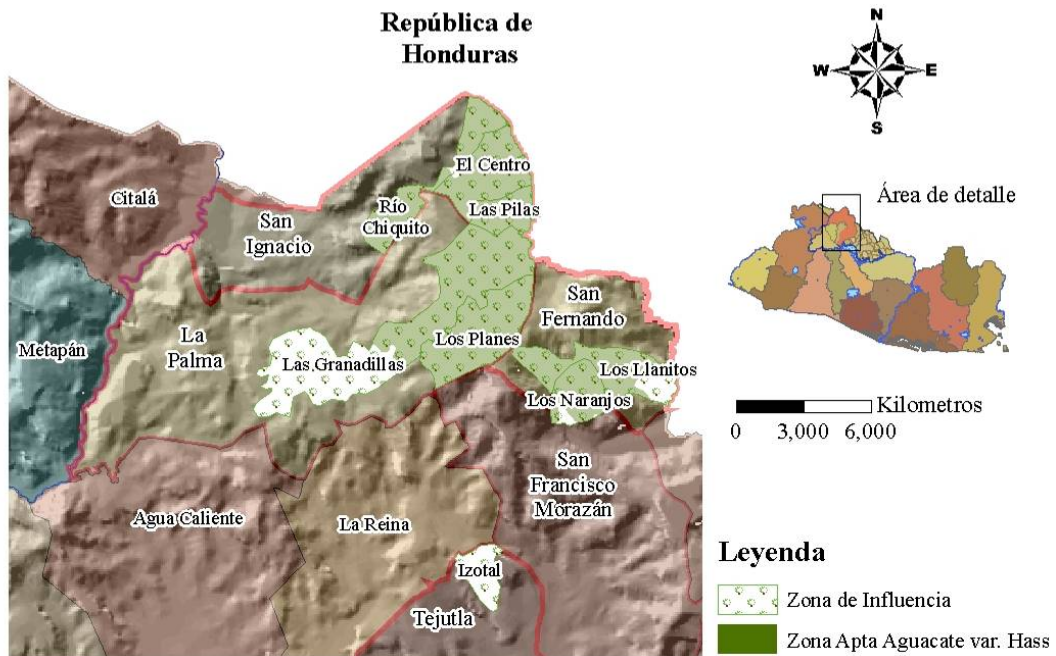 República de
Honduras
N
W
E
S
Citalá
San
Ignacio
Río
Chiquito
El Centro
Las Pilas
Metapán
La
Palma
Las Granadillas
Los Planes
San
Fernando
Los Llanitos
Los Naranjos
Agua Caliente
La Reina
San
Francisco
Morazán
Izotal
Tejutla
Área de detalle
Kilometros
0 3,000 6,000
Leyenda
Zona de Influencia
Zona Apta Aguacate var. Hass